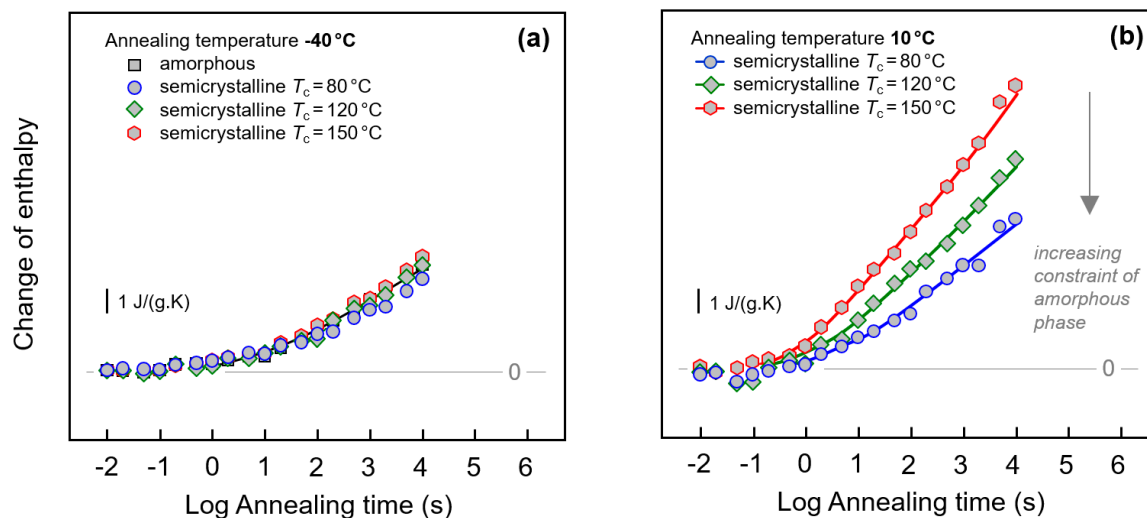 (a)
Annealing temperature -40 °C
amorphous
semicrystalline Tc = 80 °C
semicrystalline Tc = 120 °C
semicrystalline Tc = 150 °C
Change of enthalpy
1 J/(g.K)
0
-2 -1 0 1 2 3 4 5 6
Log Annealing time (s)
(b)
Annealing temperature 10 °C
semicrystalline Tc = 80 °C
semicrystalline Tc = 120 °C
semicrystalline Tc = 150 °C
increasing
constraint of
amorphous
phase
1 J/(g.K)
0
-2 -1 0 1 2 3 4 5 6
Log Annealing time (s)